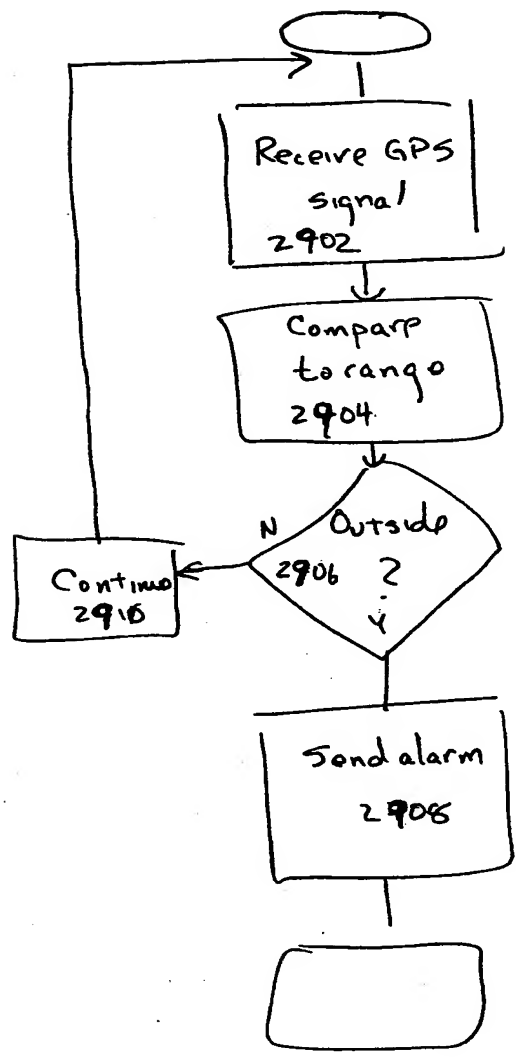 Receive GPS
signal
2902
Compare
to range
2904
N
Outside
2906 ?
Y
Continue
2910
Send alarm
2908